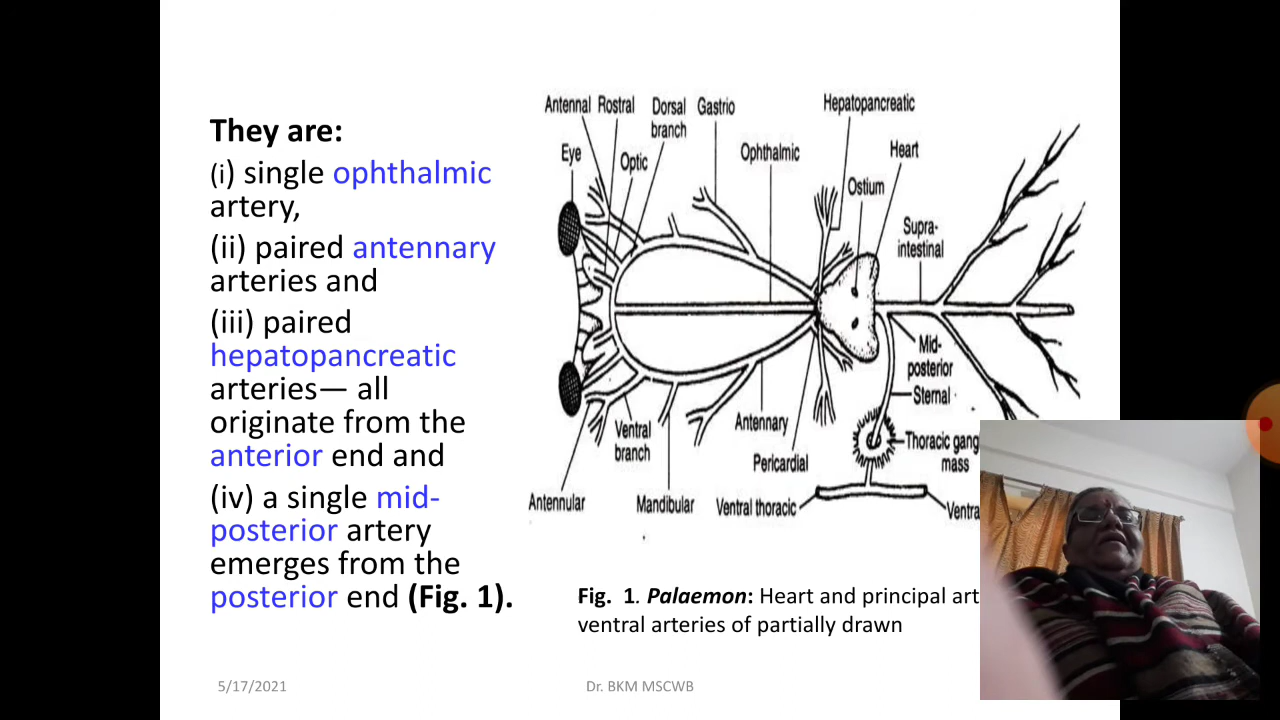 They are:
(i) single ophthalmic
artery,
(ii) paired antennary
arteries and
(iii) paired
hepatopancreatic
arteries— all
originate from the
anterior end and
(iv) a single mid-
posterior artery
emerges from the
posterior end (Fig. 1).
Antennal
Rostral
Dorsal
branch
Gastrio
Hepatopancreatic
Eye
Optic
Ophthalmic
Heart
Ostium
Supra-
intestinal
Mid-
posterior
Sternal
Antennary
Ventral
branch
Thoracic gang
mass
Pericardial
Antennular
Mandibular
Ventral thoracic
Ventra
Fig. 1. Palaemon: Heart and principal art
ventral arteries of partially drawn
5/17/2021
Dr. BKM MSCWB